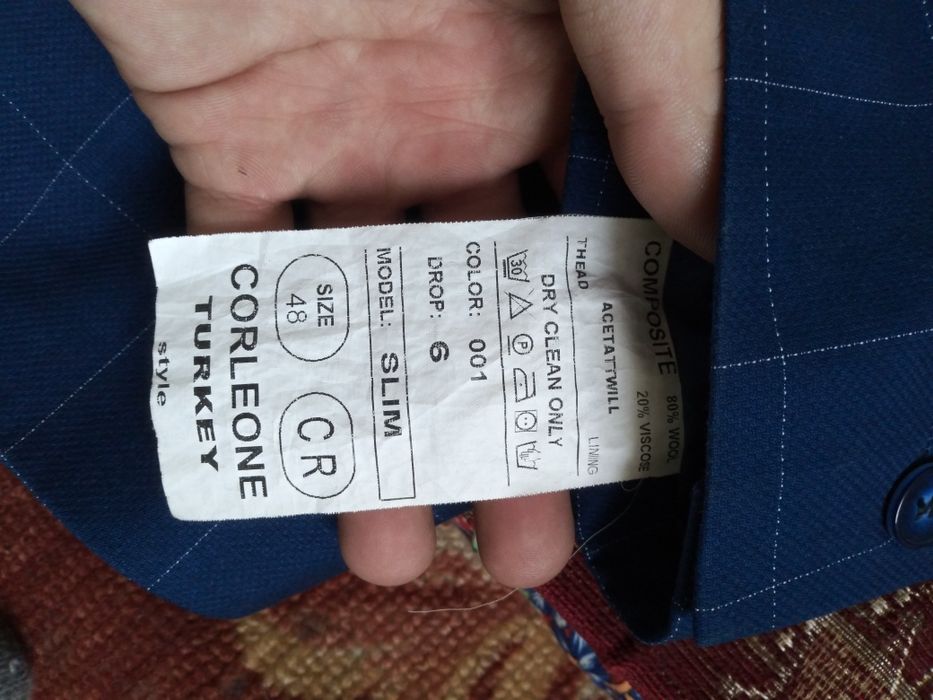 COMPOSITE 80% WOOL
20% VISCOSE
THEAD ACETATTWILL LINING
DRY CLEAN ONLY
30 P
COLOR: 001
DROP: 6
MODEL: SLIM
SIZE
48
CR
CORLEONE
TURKEY
style